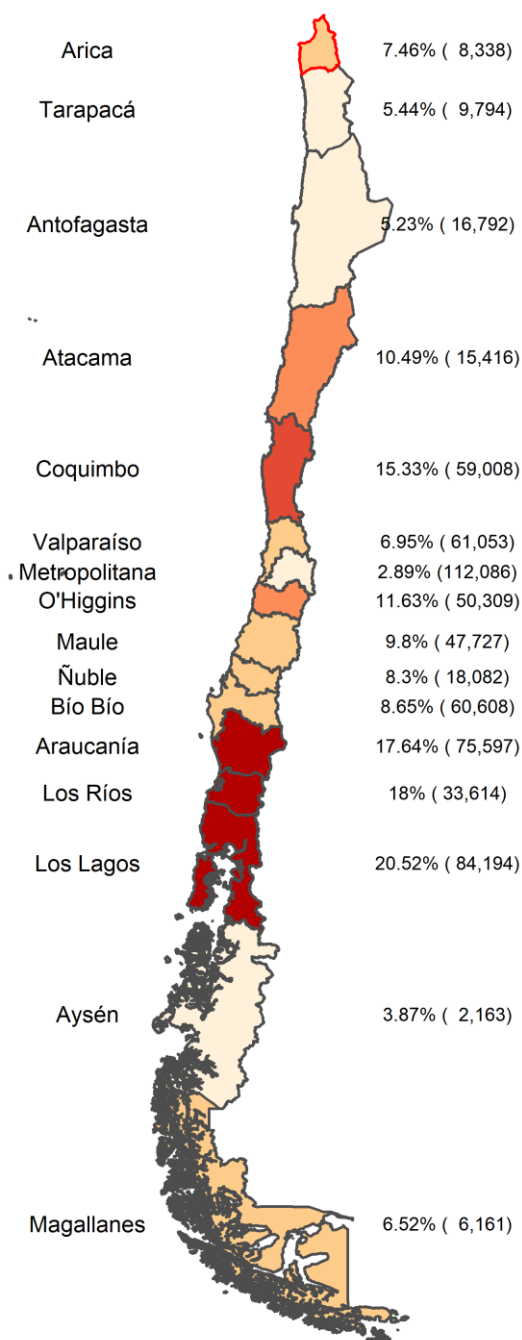 Arica 7.46% ( 8,338)
Tarapacá 5.44% ( 9,794)
Antofagasta 5.23% ( 16,792)
Atacama 10.49% ( 15,416)
Coquimbo 15.33% ( 59,008)
Valparaíso 6.95% ( 61,053)
Metropolitana 2.89% (112,086)
O'Higgins 11.63% ( 50,309)
Maule 9.8% ( 47,727)
Ñuble 8.3% ( 18,082)
Bío Bío 8.65% ( 60,608)
Araucanía 17.64% ( 75,597)
Los Ríos 18% ( 33,614)
Los Lagos 20.52% ( 84,194)
Aysén 3.87% ( 2,163)
Magallanes 6.52% ( 6,161)